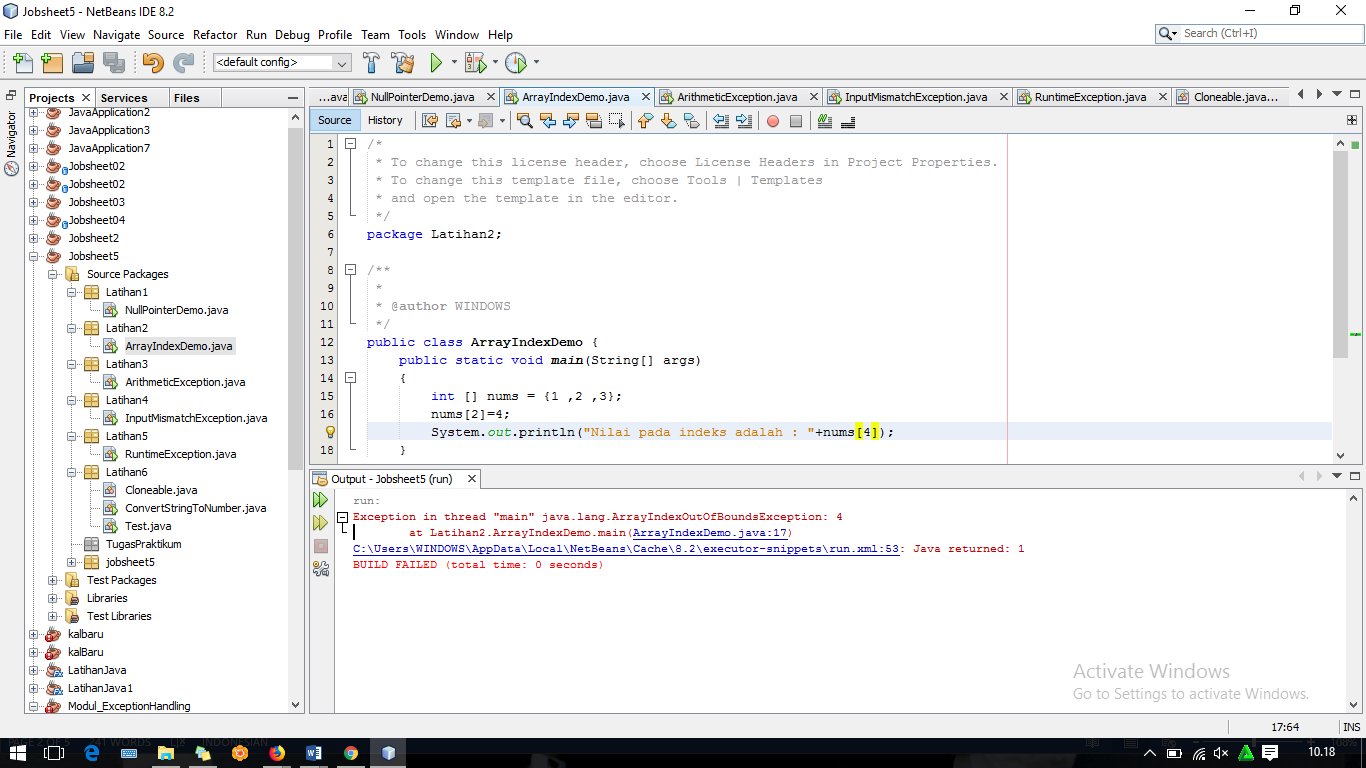 Jobsheet5 - NetBeans IDE 8.2
File Edit View Navigate Source Refactor Run Debug Profile Team Tools Window Help
Search (Ctrl+I)
<default config>
Projects Services Files
Navigator
JavaApplication2
JavaApplication3
JavaApplication7
Jobsheet02
Jobsheet02
Jobsheet03
Jobsheet04
Jobsheet2
Jobsheet5
Source Packages
Latihan1
NullPointerDemo.java
Latihan2
ArrayIndexDemo.java
Latihan3
ArithmeticException.java
Latihan4
InputMismatchException.java
Latihan5
RuntimeException.java
Latihan6
Cloneable.java
ConvertStringToNumber.java
Test.java
TugasPraktikum
jobsheet5
Test Packages
Libraries
Test Libraries
kalbaru
kalBaru
LatihanJava
LatihanJava1
Modul_ExceptionHandling
...ava NullPointerDemo.java ArrayIndexDemo.java ArithmeticException.java InputMismatchException.java RuntimeException.java Cloneable.java...
Source History
1 /*
2 * To change this license header, choose License Headers in Project Properties.
3 * To change this template file, choose Tools | Templates
4 * and open the template in the editor.
5 */
6 package Latihan2;
7
8 /**
9 *
10 * @author WINDOWS
11 */
12 public class ArrayIndexDemo {
13 public static void main(String[] args)
14 {
15 int [] nums = {1 ,2 ,3};
16 nums[2]=4;
System.out.println("Nilai pada indeks adalah : "+nums[4]);
18 }
Output - Jobsheet5 (run)
run:
Exception in thread "main" java.lang.ArrayIndexOutOfBoundsException: 4
at Latihan2.ArrayIndexDemo.main(ArrayIndexDemo.java:17)
C:\Users\WINDOWS\AppData\Local\NetBeans\Cache\8.2\executor-snippets\run.xml:53: Java returned: 1
BUILD FAILED (total time: 0 seconds)
Activate Windows
Go to Settings to activate Windows.
17:64 INS
PAGE 2 OF 5 241 WORDS INDONESIAN
10.18